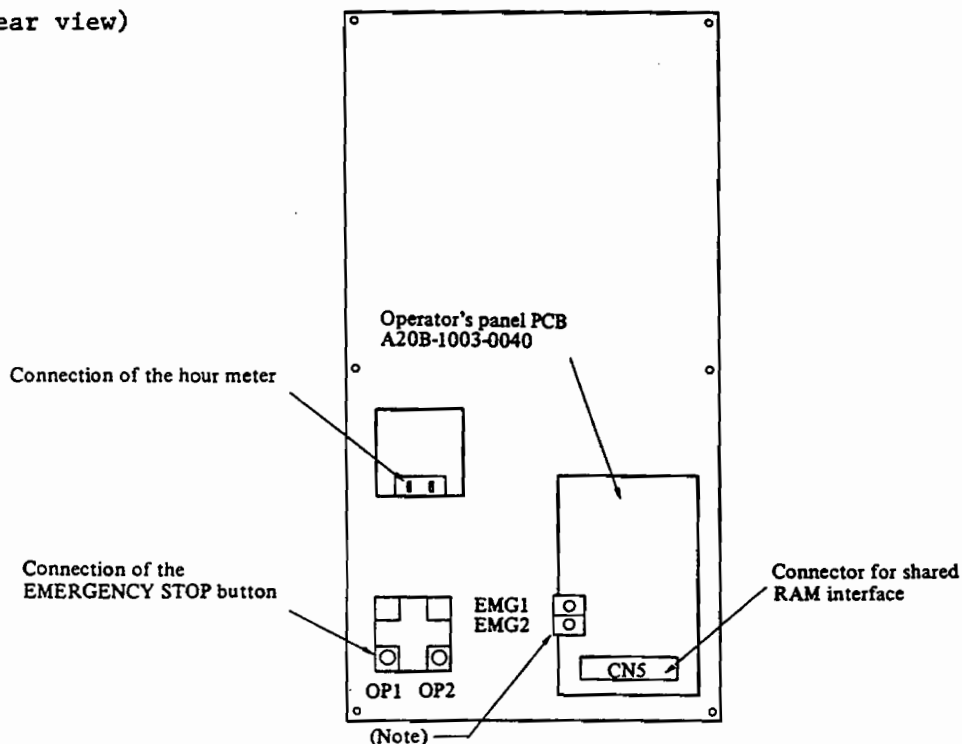 ear view)
Operator's panel PCB
A20B-1003-0040
Connection of the hour meter
Connection of the
EMERGENCY STOP button
EMG1
EMG2
Connector for shared
RAM interface
CN5
OP1 OP2
(Note)